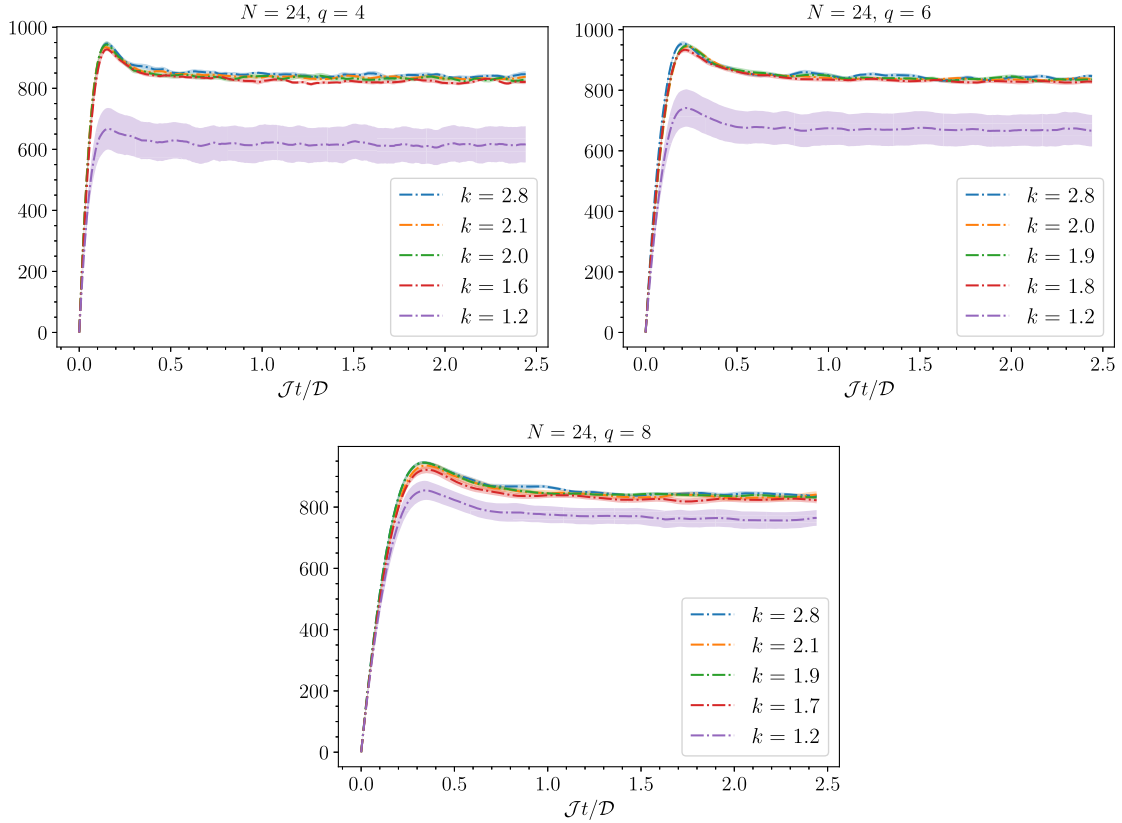 N = 24, q = 4
1000
800
600
400
200
0
k = 2.8
k = 2.1
k = 2.0
k = 1.6
k = 1.2
0.0 0.5 1.0 1.5 2.0 2.5
𝒥t/𝒟
N = 24, q = 6
1000
800
600
400
200
0
k = 2.8
k = 2.0
k = 1.9
k = 1.8
k = 1.2
0.0 0.5 1.0 1.5 2.0 2.5
𝒥t/𝒟
N = 24, q = 8
800
600
400
200
0
k = 2.8
k = 2.1
k = 1.9
k = 1.7
k = 1.2
0.0 0.5 1.0 1.5 2.0 2.5
𝒥t/𝒟